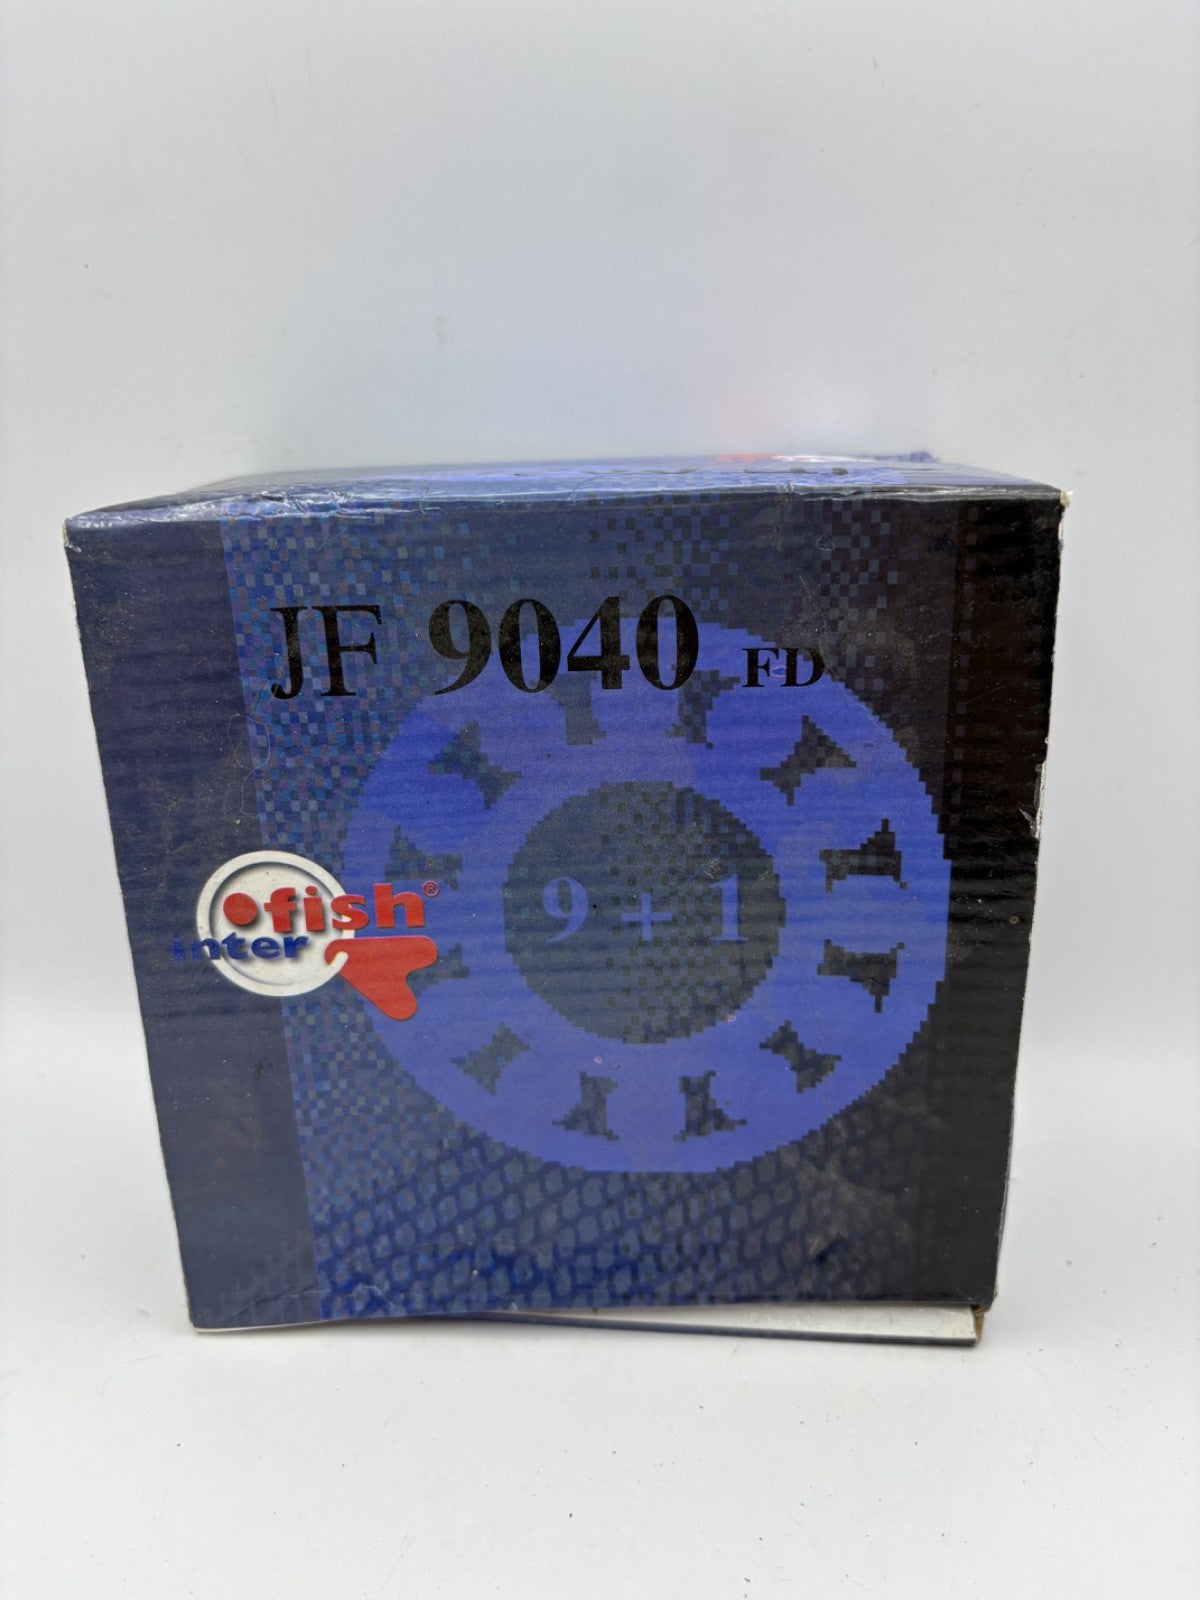 JF 9040 FD
9 + 1
fish®
inter